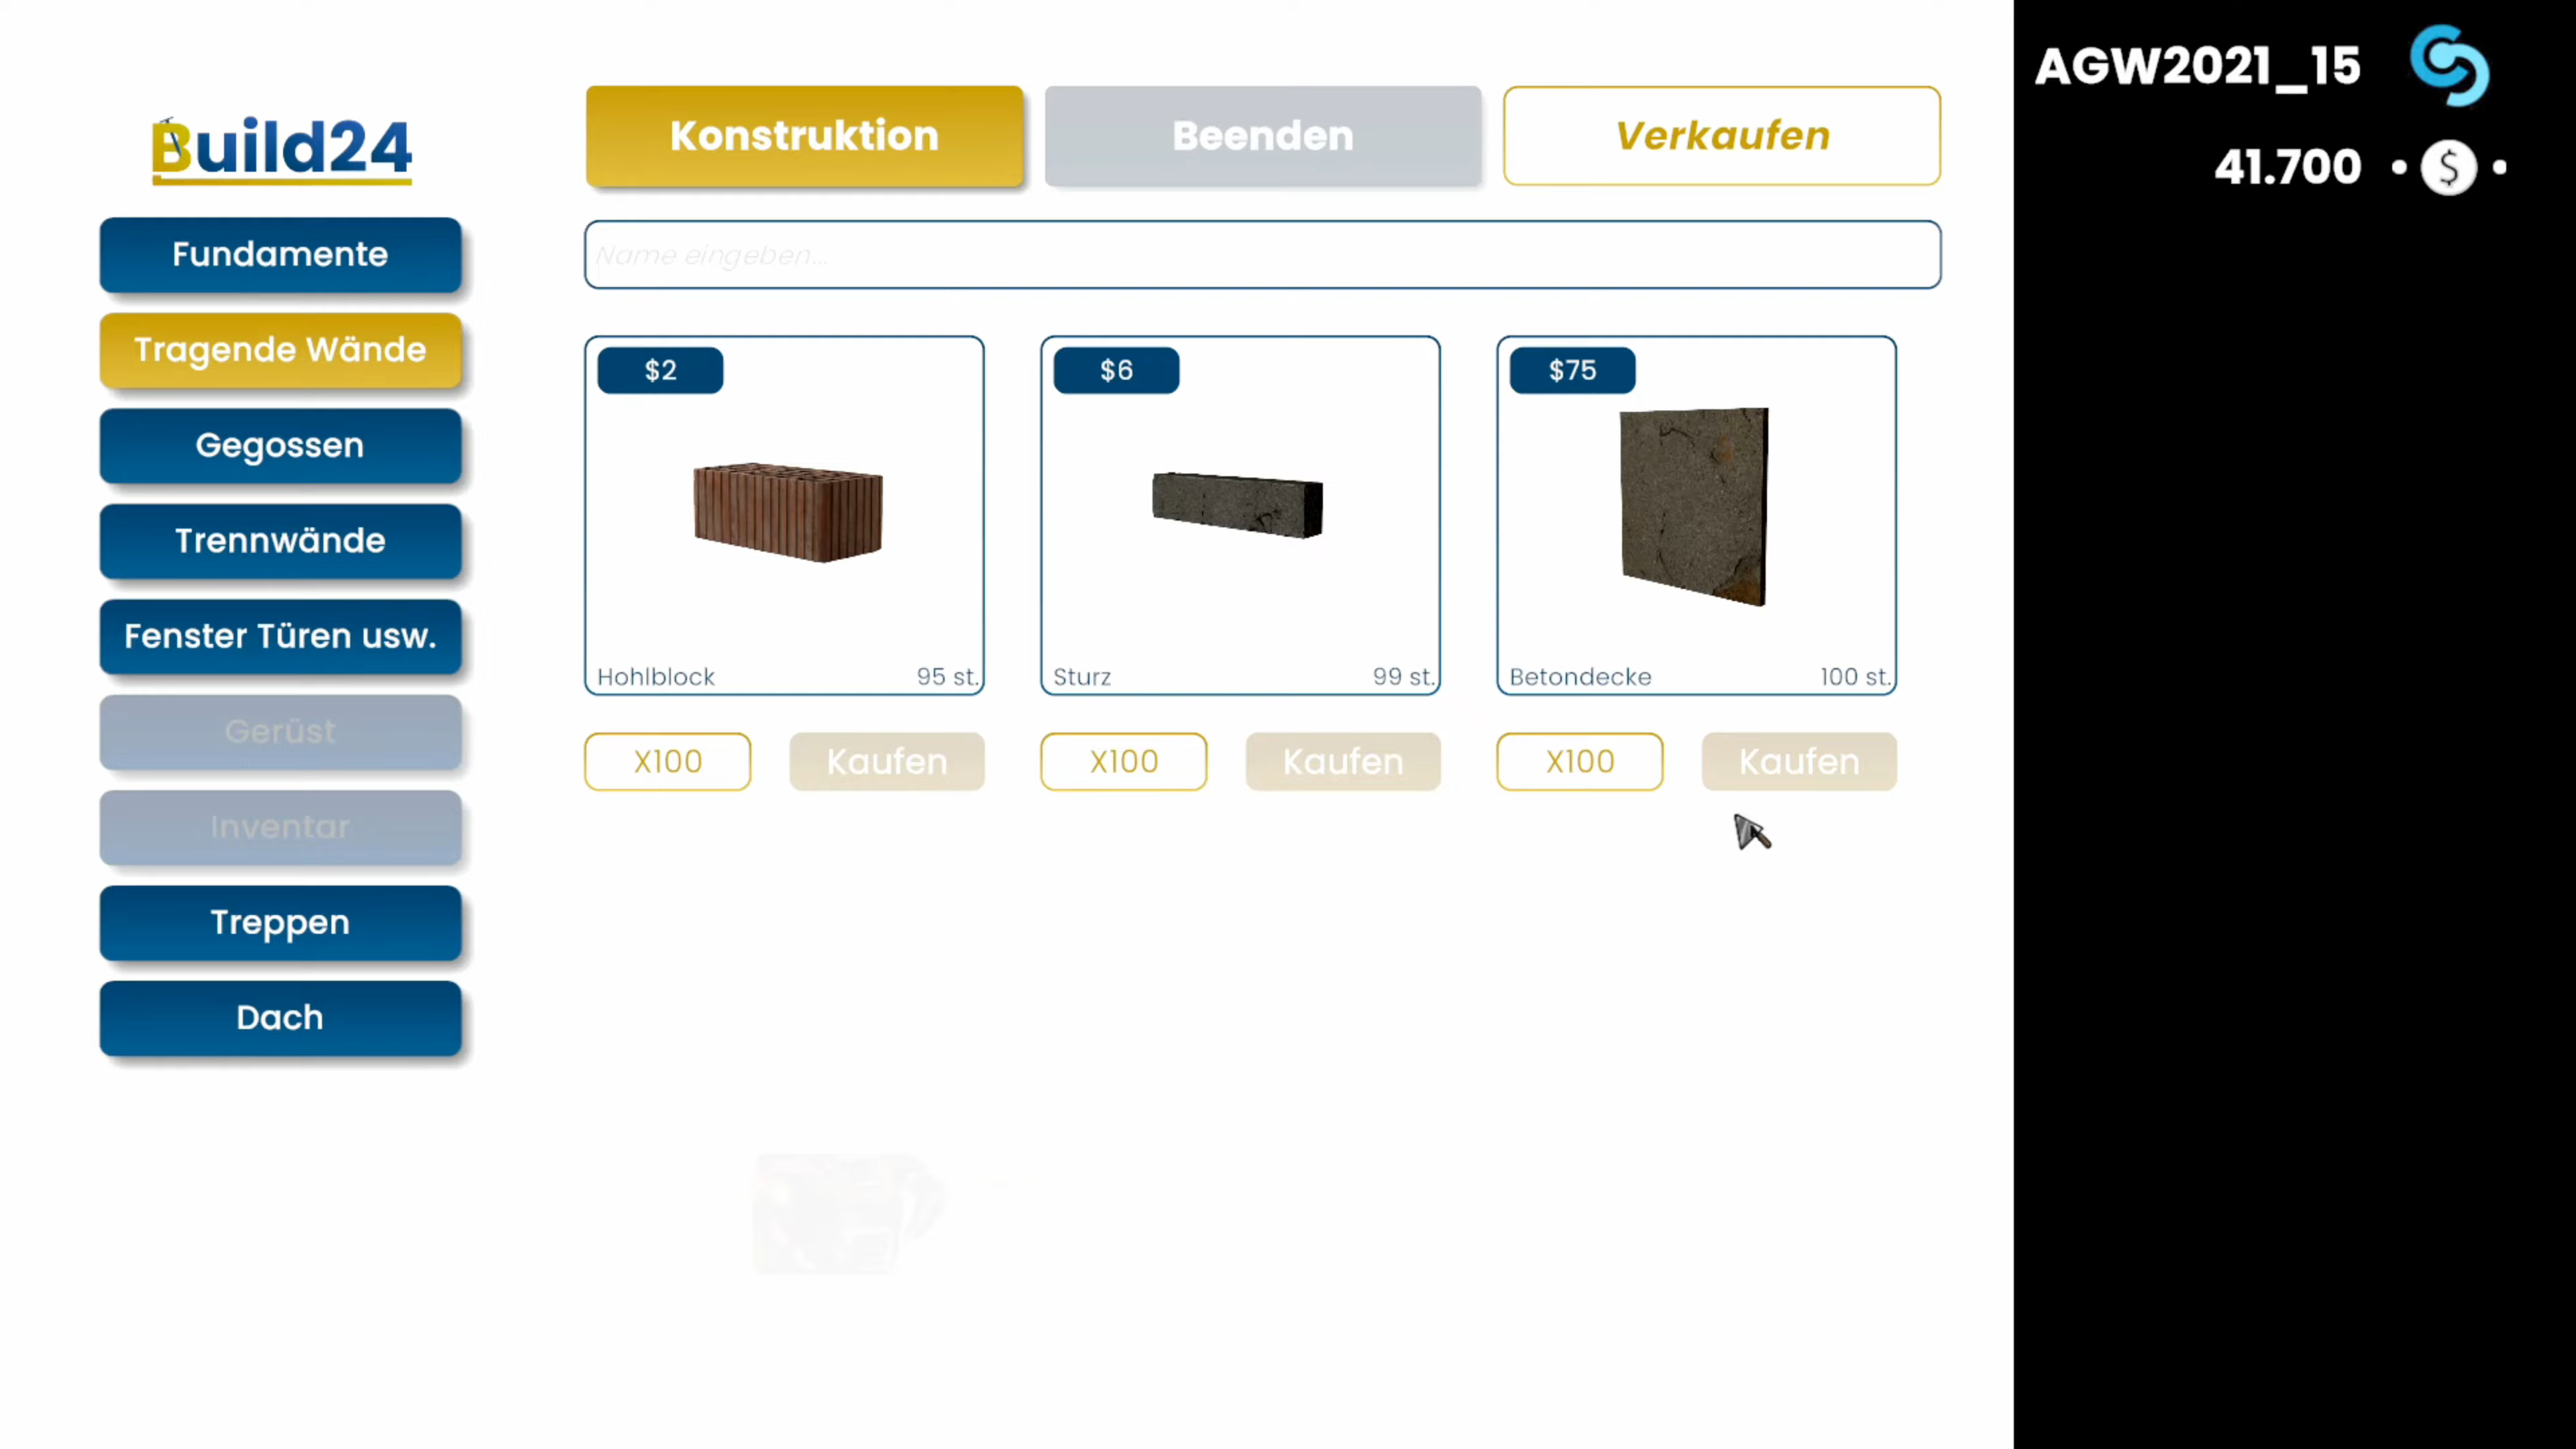 AGW2021_15
41.700
Build24
Konstruktion
Beenden
Verkaufen
Name eingeben...
Fundamente
Tragende Wände
Gegossen
Trennwände
Fenster Türen usw.
Gerüst
Inventar
Treppen
Dach
$2
Hohlblock
95 st.
X100
Kaufen
$6
Sturz
99 st.
X100
Kaufen
$75
Betondecke
100 st.
X100
Kaufen